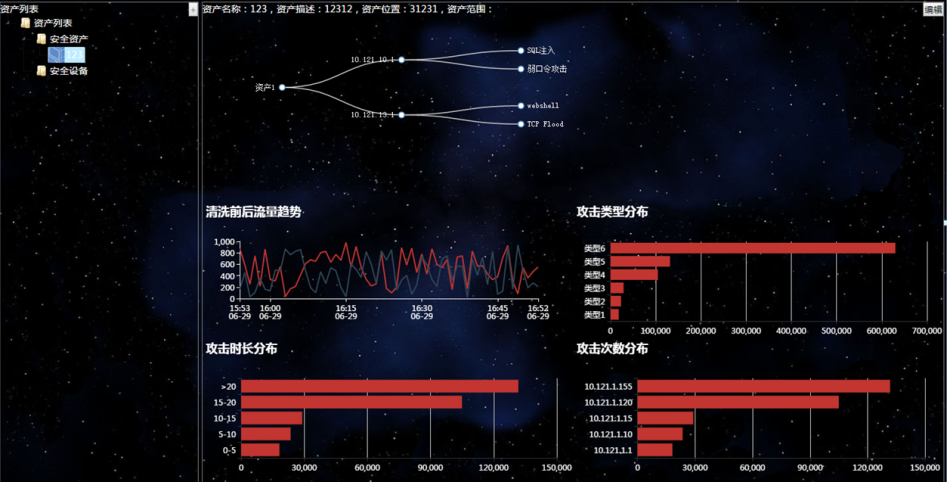 资产列表
+
资产列表
安全资产
123
安全设备
资产名称：123，资产描述：12312，资产位置：31231，资产范围：
编辑
资产1
10.121.10.1
10.121.13.1
SQL注入
弱口令攻击
webshell
TCP Flood
清洗前后流量趋势
1,000
800
600
400
200
0
15:53 16:00 16:15 16:30 16:45 16:52
06-29 06-29 06-29 06-29 06-29 06-29
攻击类型分布
类型6
类型5
类型4
类型3
类型2
类型1
0 100,000 200,000 300,000 400,000 500,000 600,000 700,000
攻击时长分布
>20
15-20
10-15
5-10
0-5
0 30,000 60,000 90,000 120,000 150,000
攻击次数分布
10.121.1.155
10.121.1.120
10.121.1.15
10.121.1.10
10.121.1.1
0 30,000 60,000 90,000 120,000 150,000